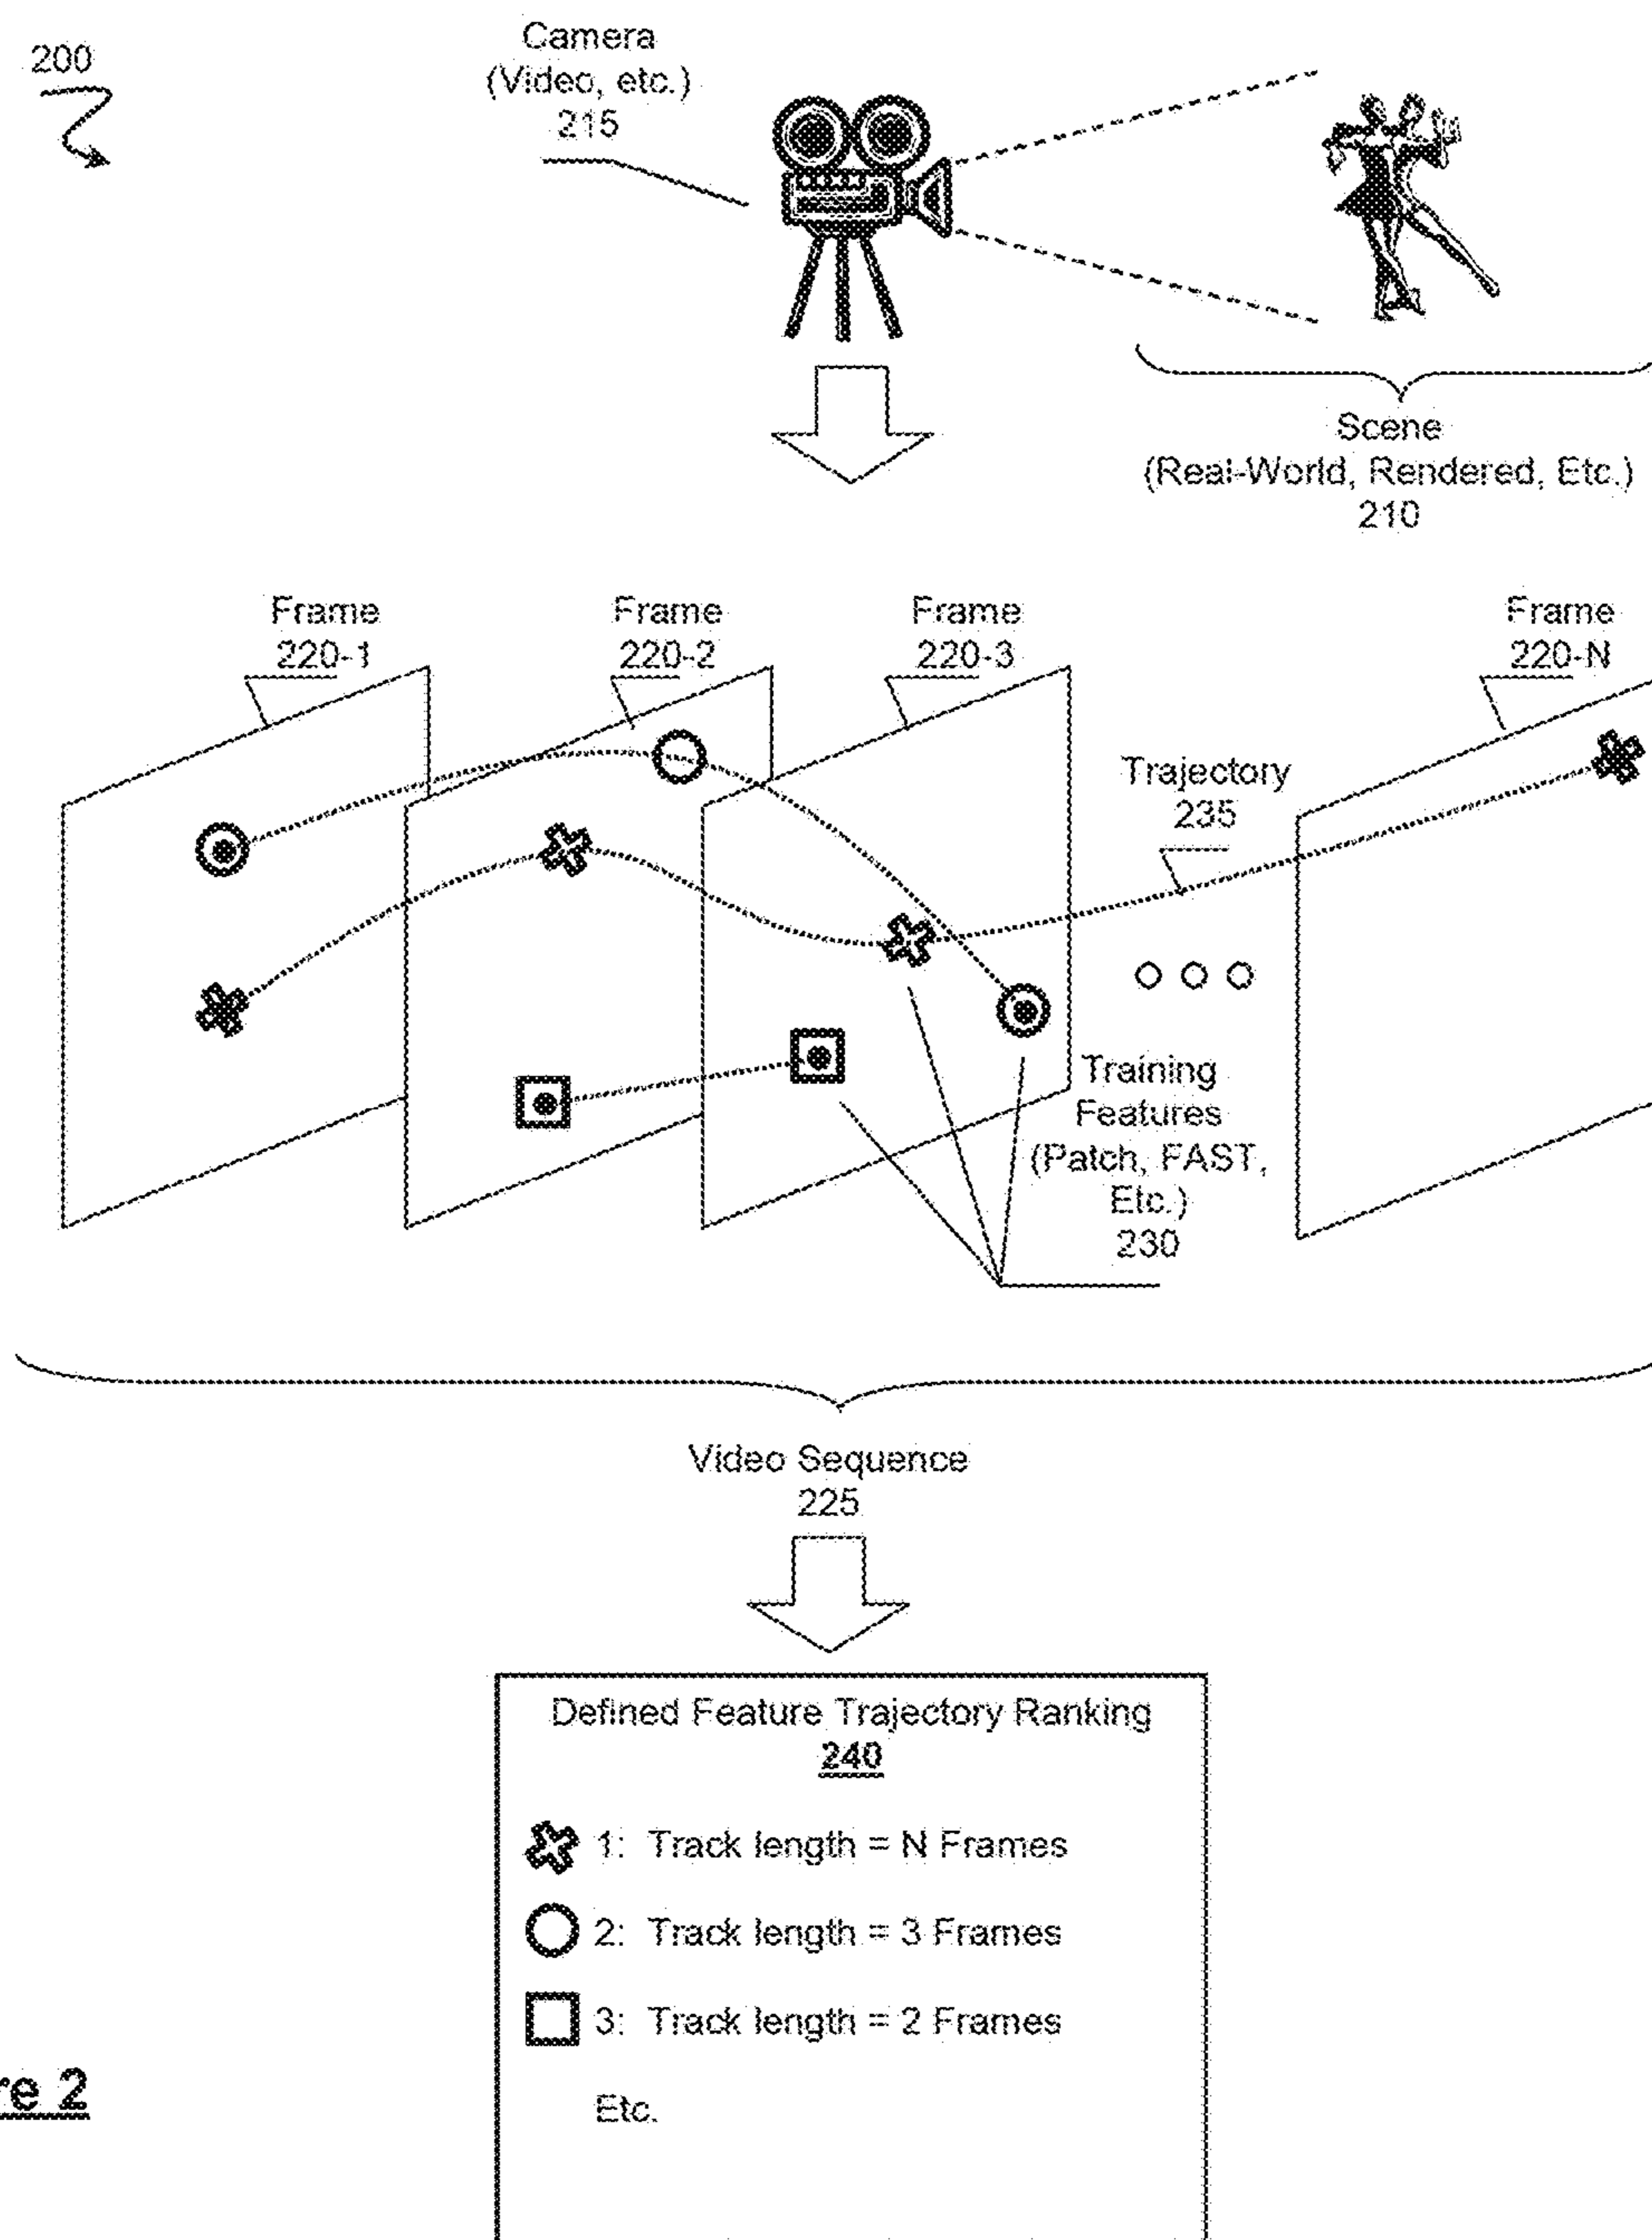 200
Camera
(Video, etc.)
215
Scene
(Real-World, Rendered, Etc.)
210
Frame
220-1
Frame
220-2
Frame
220-3
Frame
220-N
Trajectory
235
Training
Features
(Patch, FAST,
Etc.)
230
Video Sequence
225
Defined Feature Trajectory Ranking
240
1: Track length = N Frames
2: Track length = 3 Frames
3: Track length = 2 Frames
Etc.
re 2